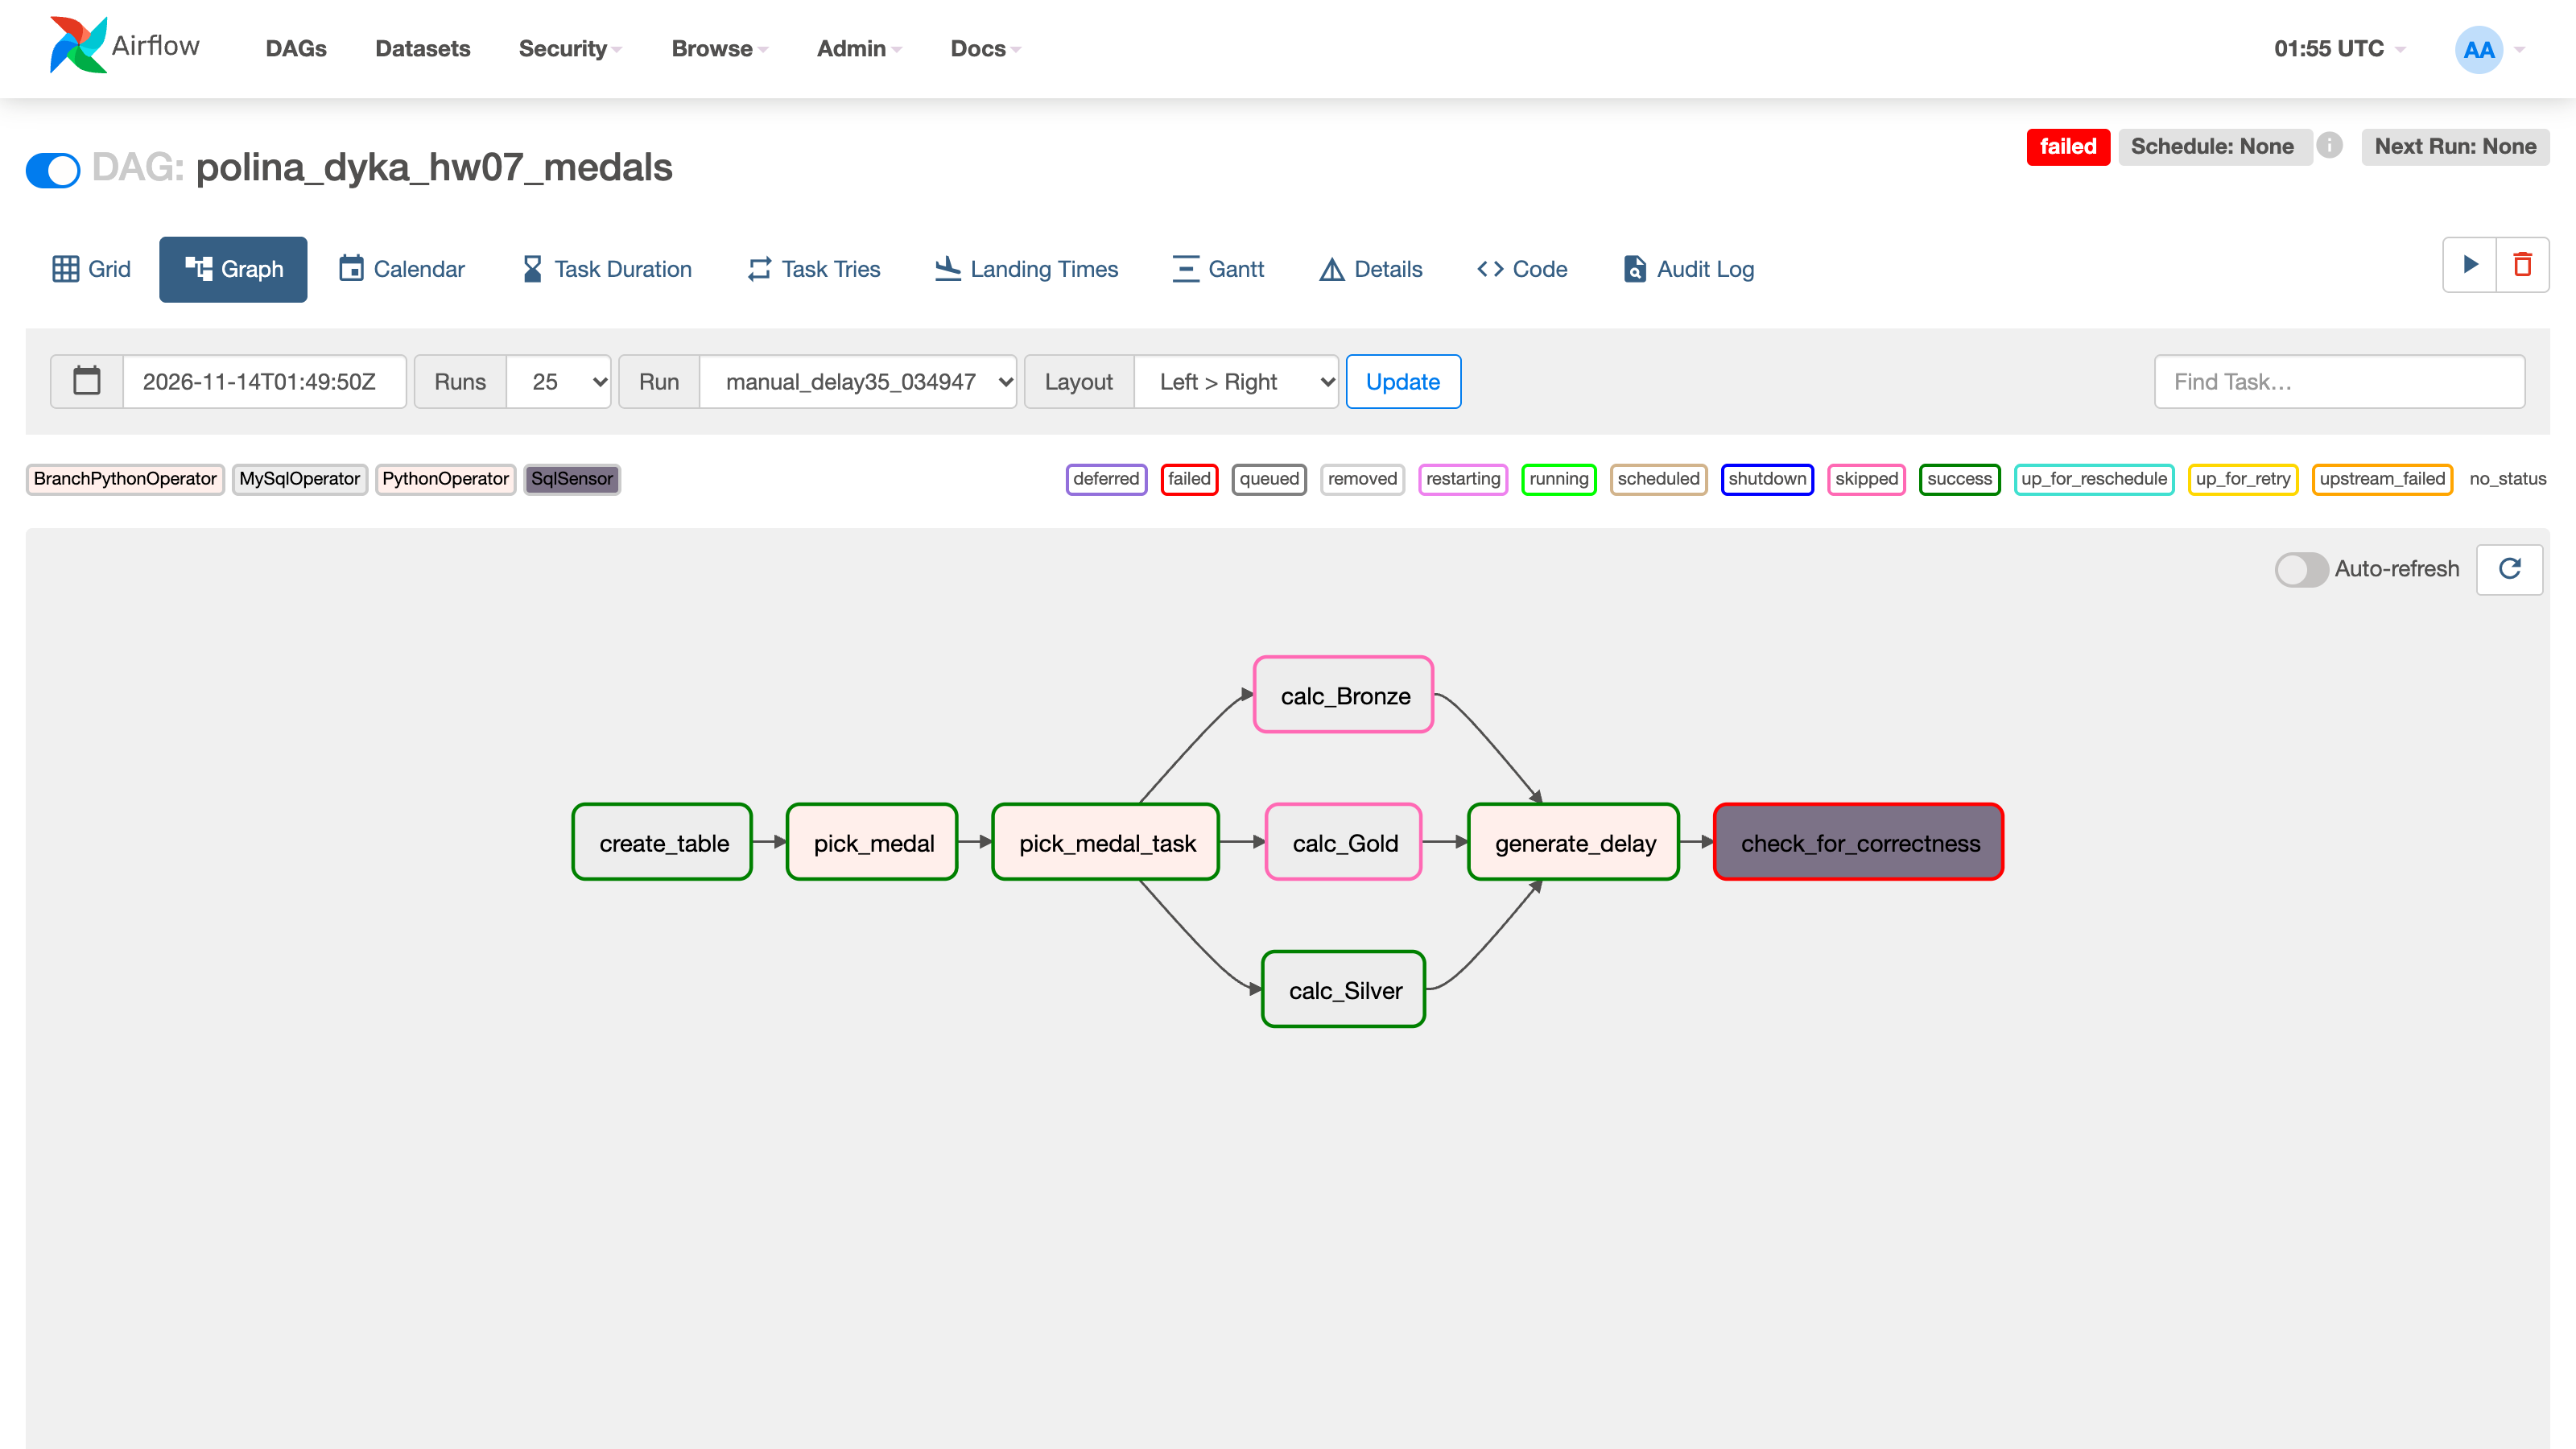 Airflow DAGs Datasets Security Browse Admin Docs 01:55 UTC AA
DAG: polina_dyka_hw07_medals failed Schedule: None i Next Run: None
Grid Graph Calendar Task Duration Task Tries Landing Times Gantt Details Code Audit Log
2026-11-14T01:49:50Z Runs 25 Run manual_delay35_034947 Layout Left > Right Update Find Task...
BranchPythonOperator MySqlOperator PythonOperator SqlSensor deferred failed queued removed restarting running scheduled shutdown skipped success up_for_reschedule up_for_retry upstream_failed no_status
Auto-refresh
calc_Bronze
create_table pick_medal pick_medal_task calc_Gold generate_delay check_for_correctness
calc_Silver